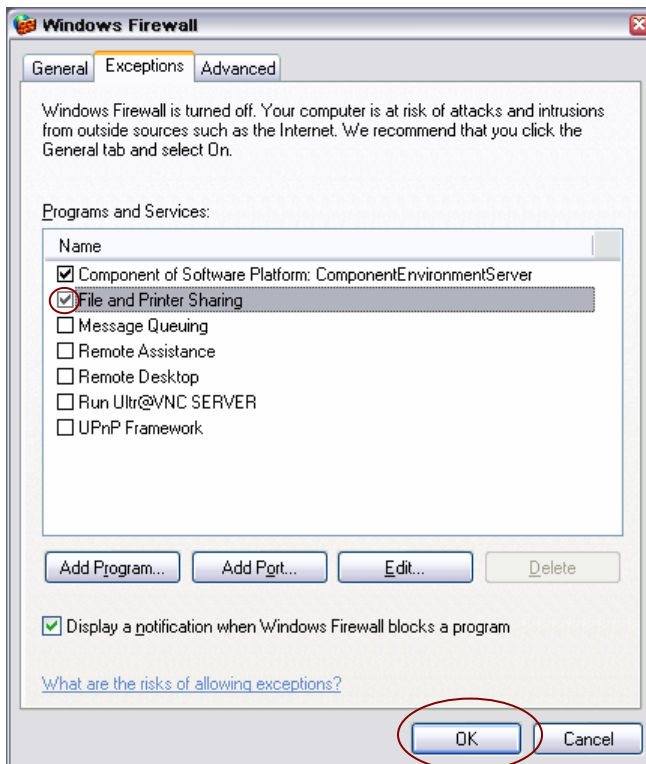 Windows Firewall
General Exceptions Advanced
Windows Firewall is turned off. Your computer is at risk of attacks and intrusions
from outside sources such as the Internet. We recommend that you click the
General tab and select On.
Programs and Services:
Name
Component of Software Platform: ComponentEnvironmentServer
File and Printer Sharing
Message Queuing
Remote Assistance
Remote Desktop
Run Ultr@VNC SERVER
UPnP Framework
Add Program... Add Port... Edit... Delete
Display a notification when Windows Firewall blocks a program
What are the risks of allowing exceptions?
OK Cancel